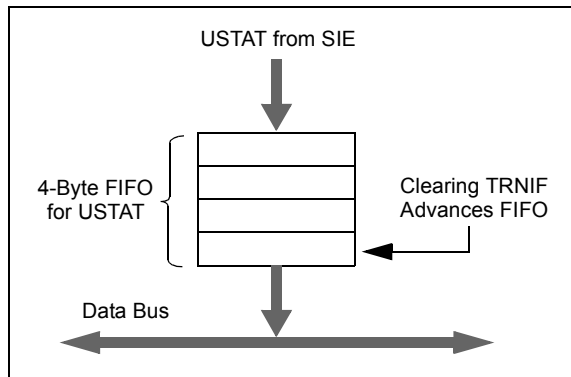 USTAT from SIE
4-Byte FIFO
for USTAT
Clearing TRNIF
Advances FIFO
Data Bus